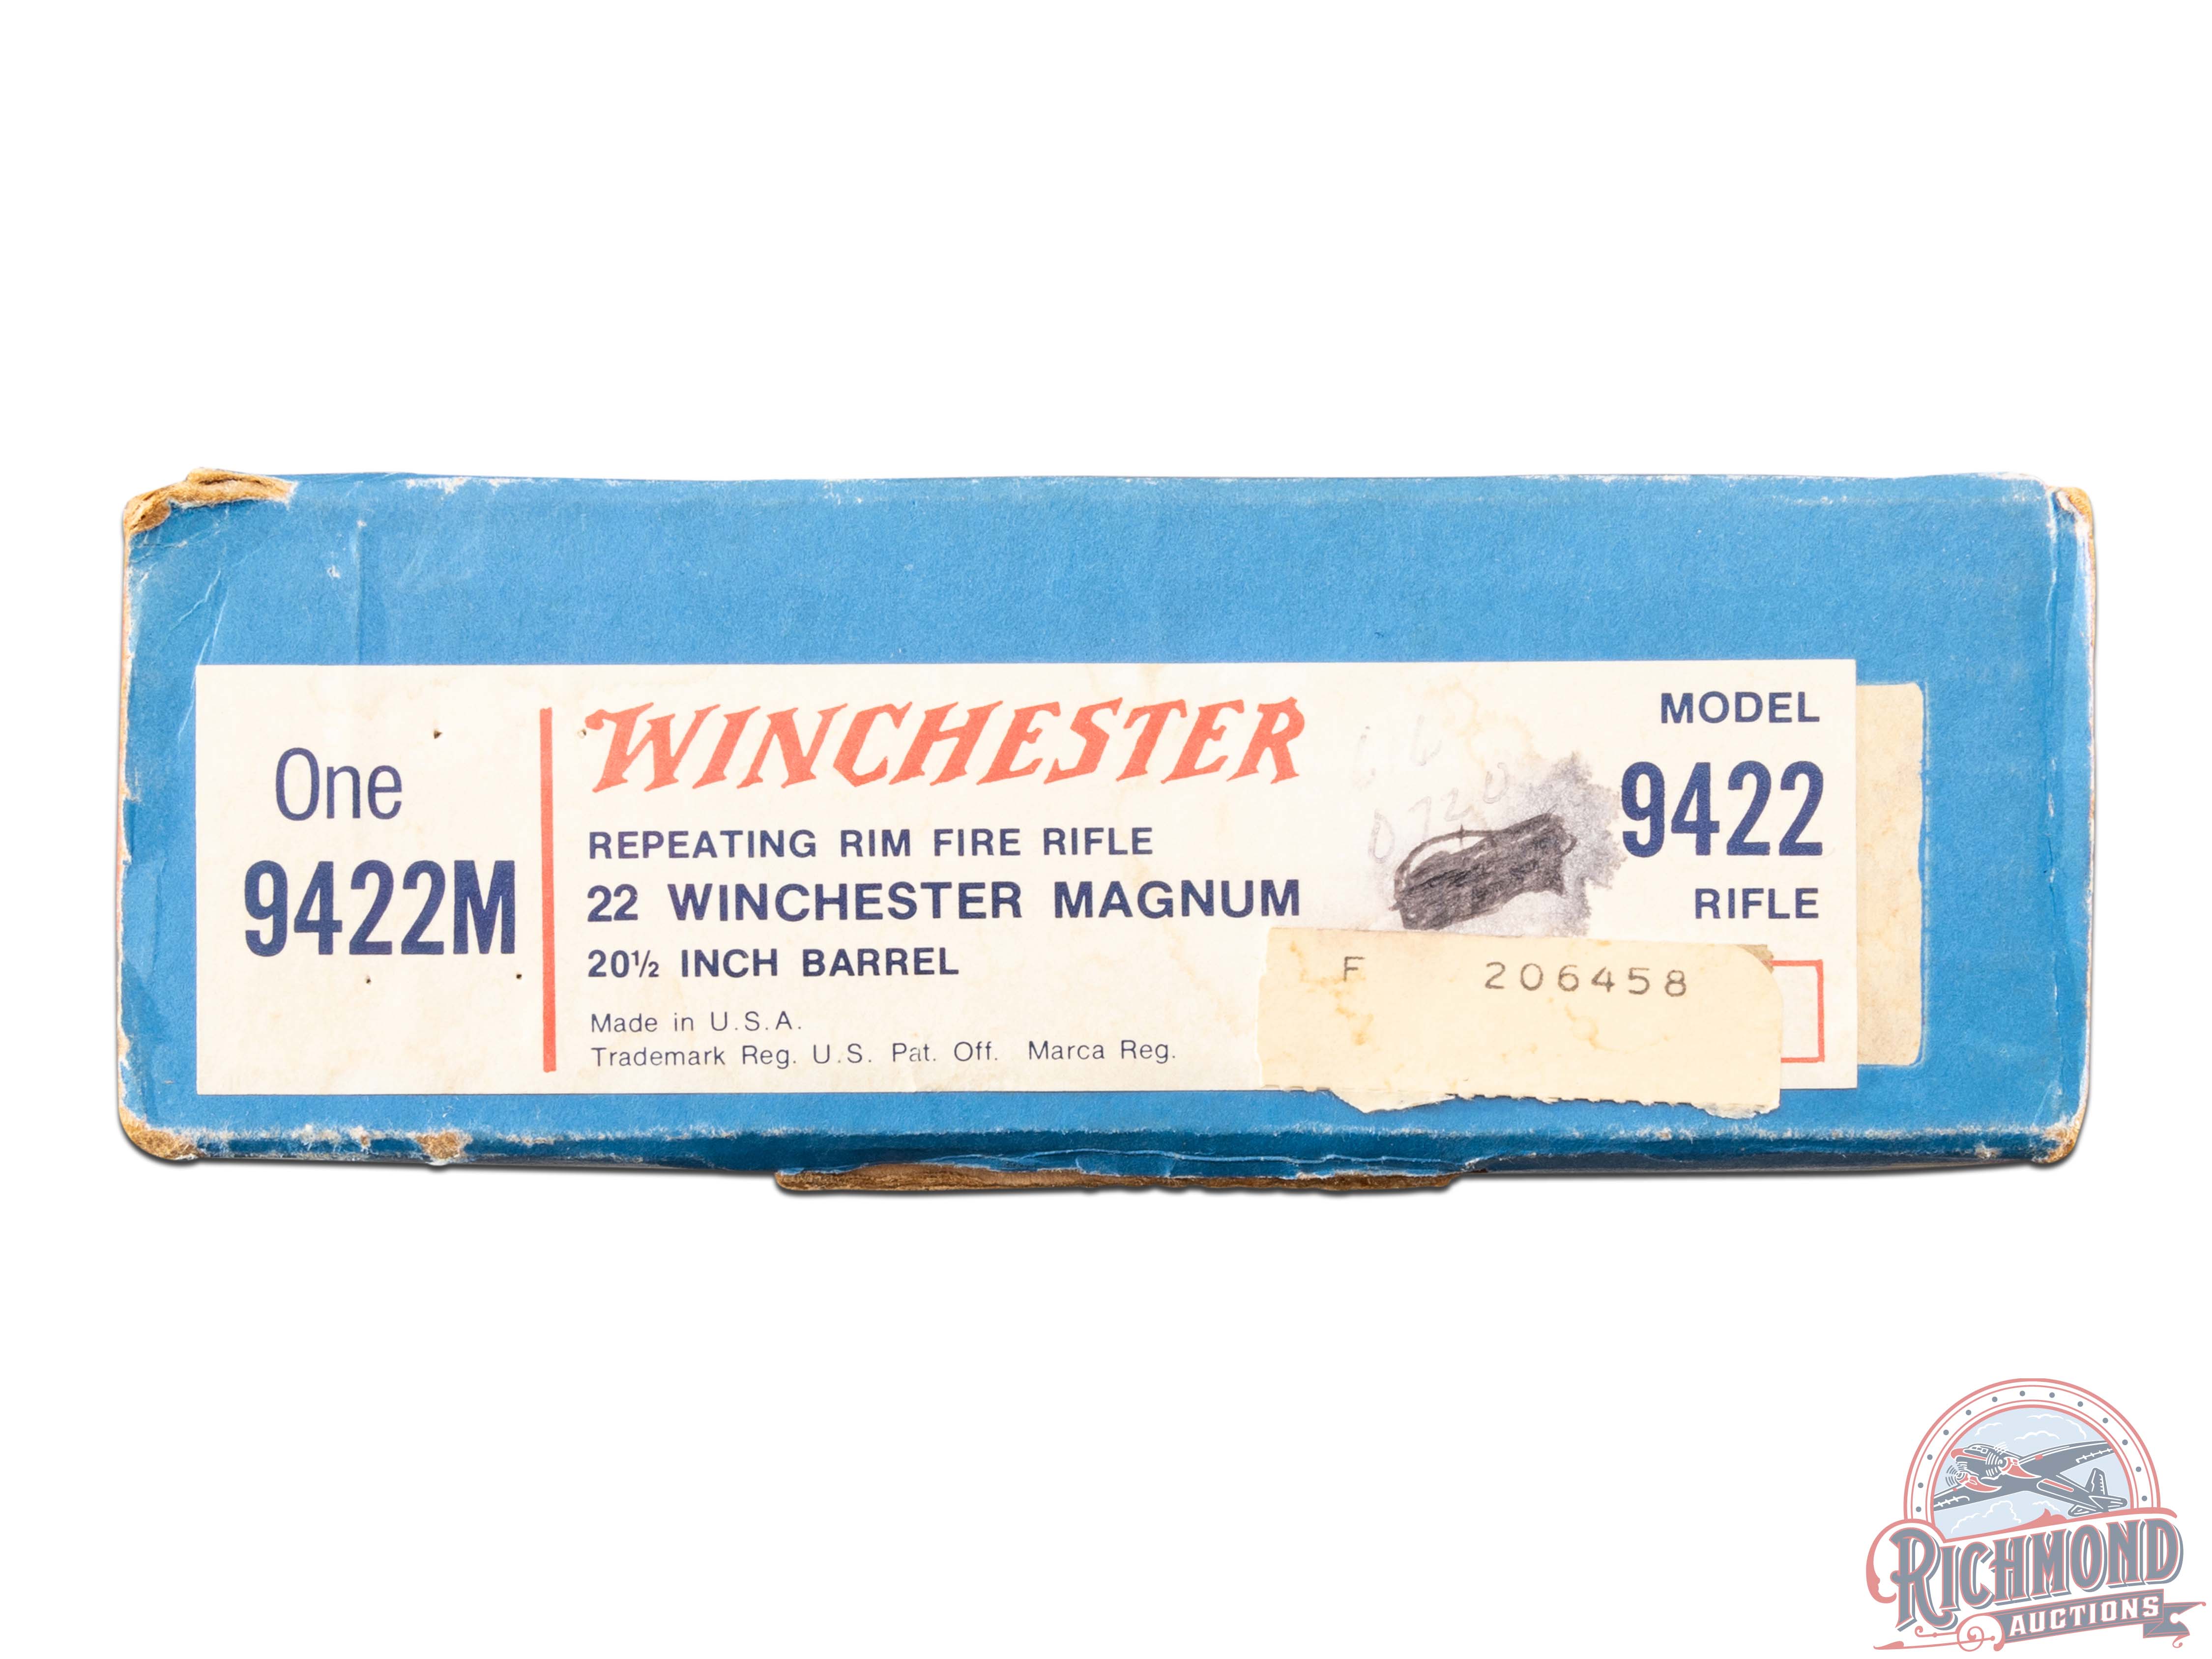 One
9422M
WINCHESTER
REPEATING RIM FIRE RIFLE
22 WINCHESTER MAGNUM
20½ INCH BARREL
Made in U.S.A.
Trademark Reg. U.S. Pat. Off. Marca Reg.
MODEL
9422
RIFLE
F 206458
RICHMOND
AUCTIONS